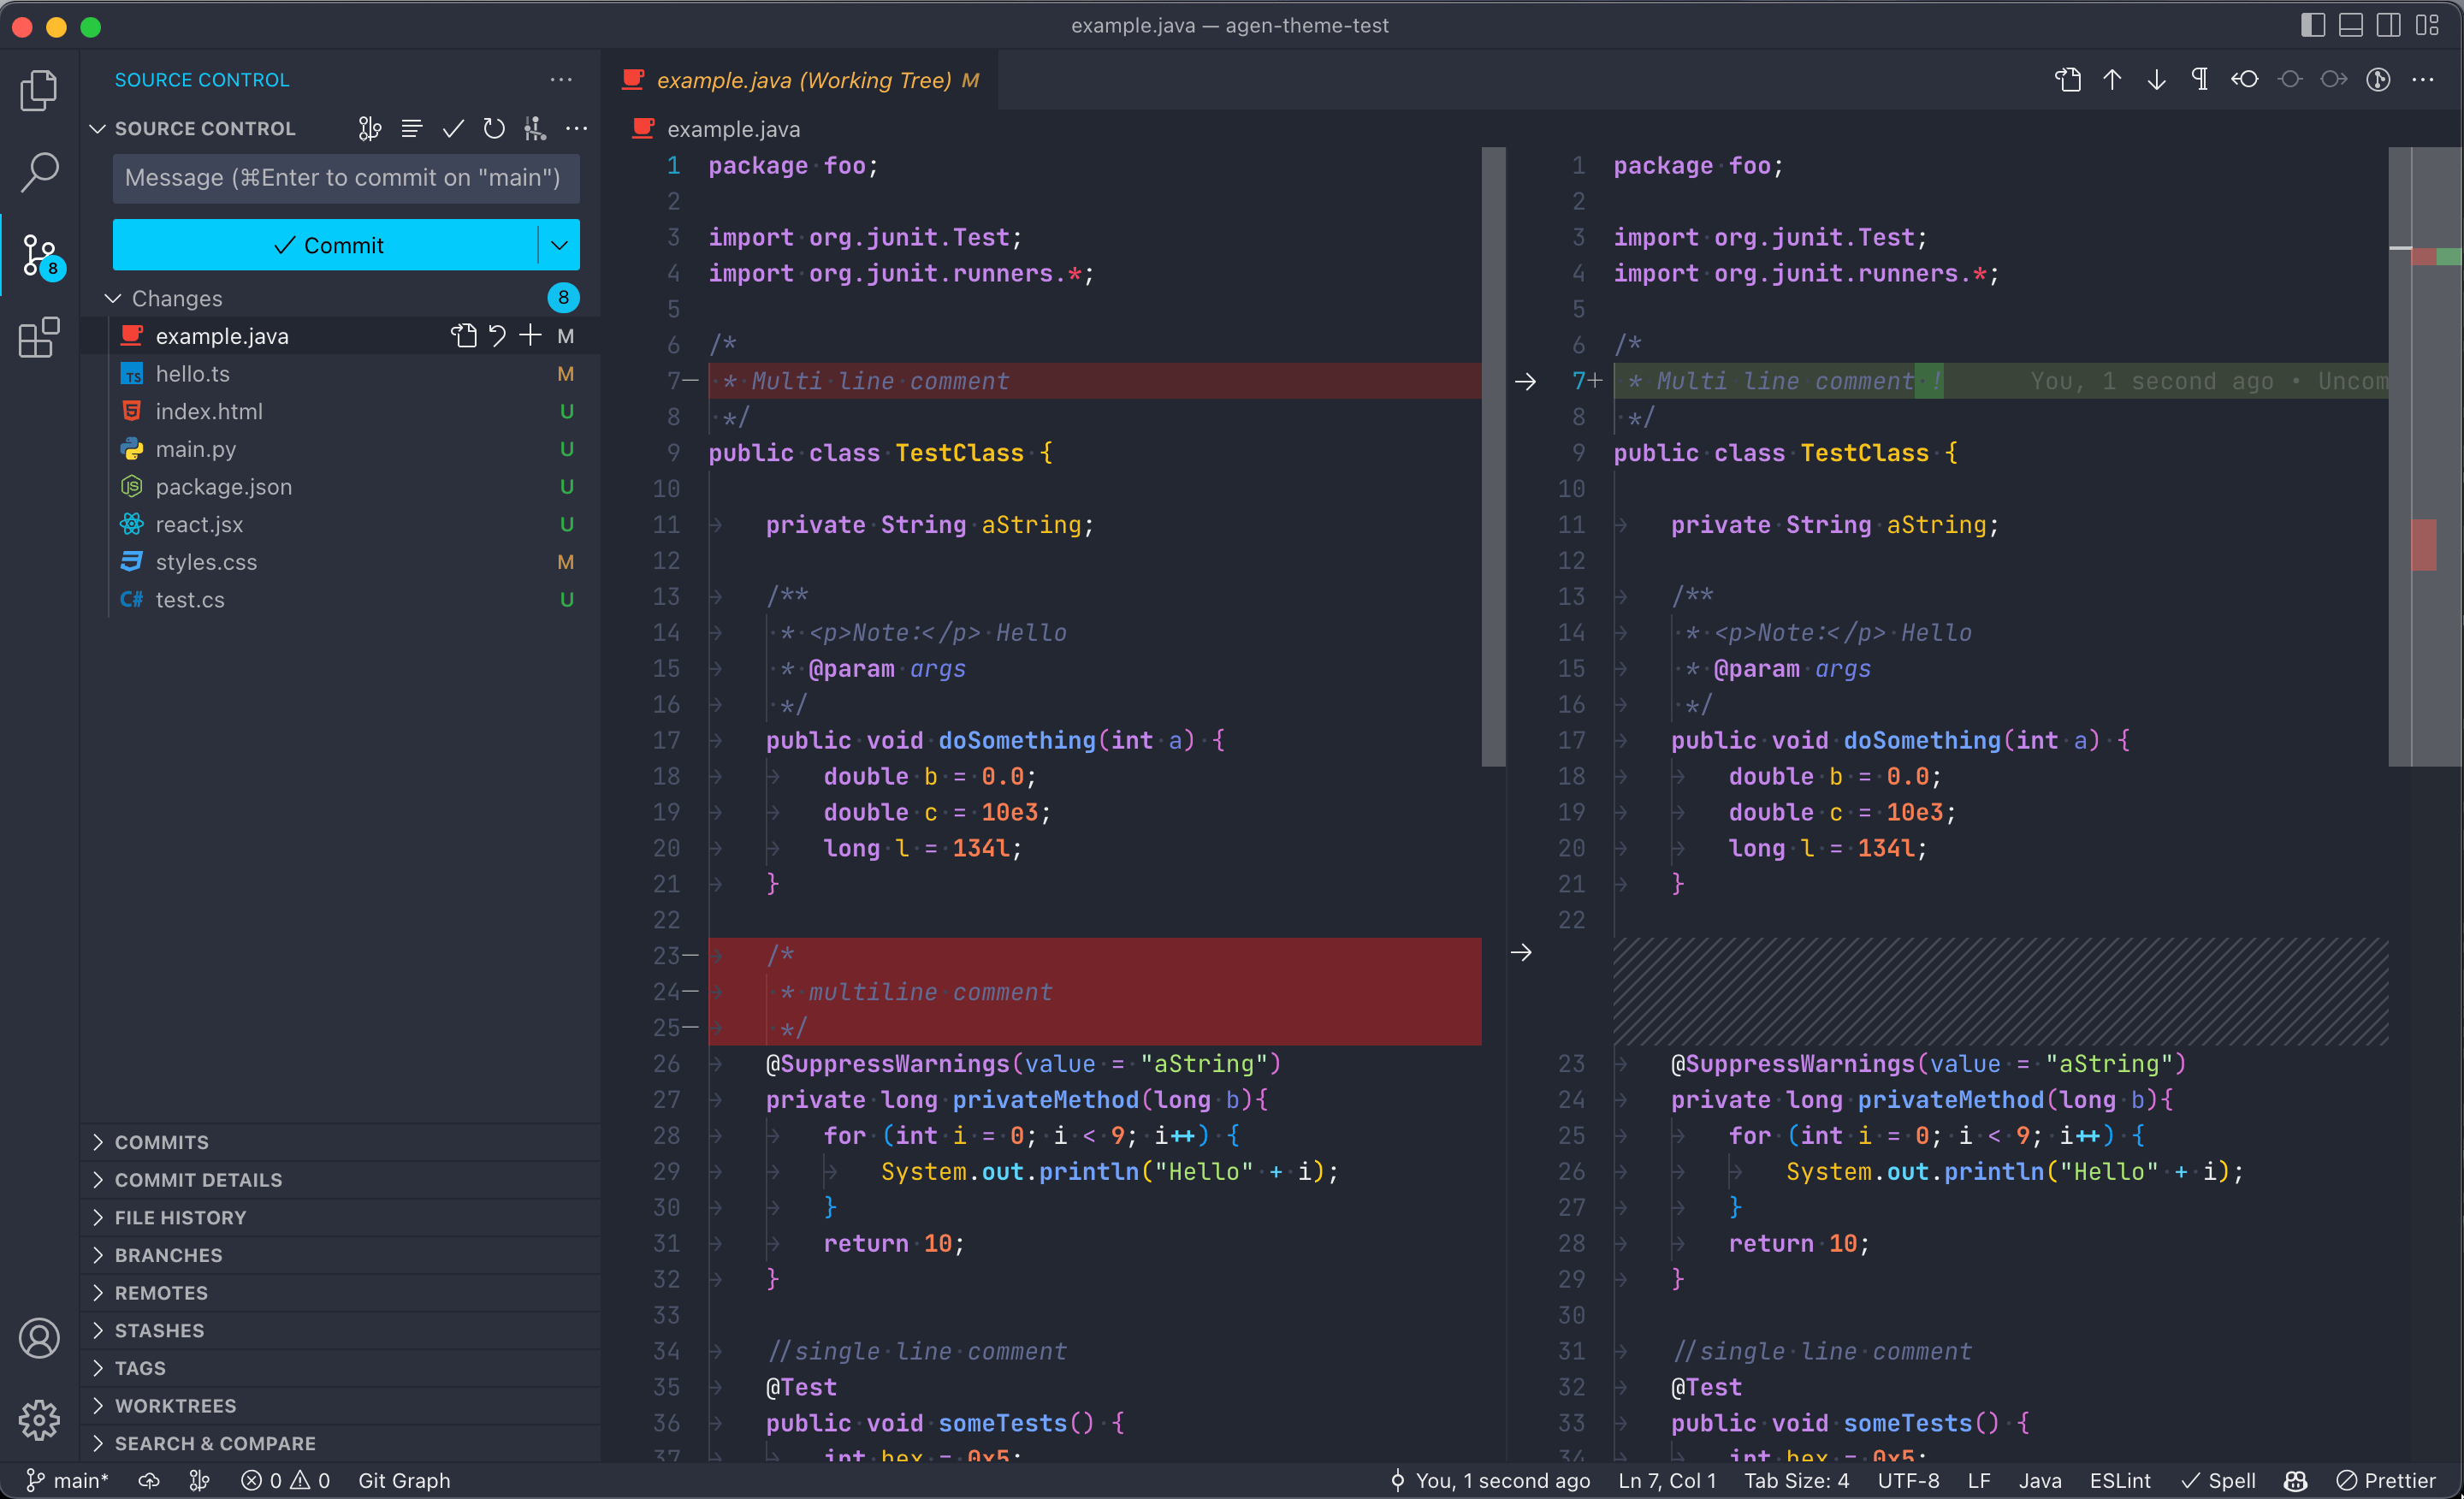 example.java — agen-theme-test
SOURCE CONTROL
SOURCE CONTROL
Message (⌘Enter to commit on "main")
Commit
8
Changes 8
example.java M
hello.ts M
index.html U
main.py U
package.json U
react.jsx U
styles.css M
test.cs U
COMMITS
COMMIT DETAILS
FILE HISTORY
BRANCHES
REMOTES
STASHES
TAGS
WORKTREES
SEARCH & COMPARE
example.java (Working Tree) M
example.java
1 package foo;
2
3 import org.junit.Test;
4 import org.junit.runners.*;
5
6 /*
7— * Multi line comment
8 */
9 public class TestClass {
10
11 private String aString;
12
13 /**
14 * <p>Note:</p> Hello
15 * @param args
16 */
17 public void doSomething(int a) {
18 double b = 0.0;
19 double c = 10e3;
20 long l = 134l;
21 }
22
23— /*
24— * multiline comment
25— */
26 @SuppressWarnings(value = "aString")
27 private long privateMethod(long b){
28 for (int i = 0; i < 9; i++) {
29 System.out.println("Hello" + i);
30 }
31 return 10;
32 }
33
34 //single line comment
35 @Test
36 public void someTests() {
37 int hex = 0x5;
1 package foo;
2
3 import org.junit.Test;
4 import org.junit.runners.*;
5
6 /*
7+ * Multi line comment ! You, 1 second ago • Uncom
8 */
9 public class TestClass {
10
11 private String aString;
12
13 /**
14 * <p>Note:</p> Hello
15 * @param args
16 */
17 public void doSomething(int a) {
18 double b = 0.0;
19 double c = 10e3;
20 long l = 134l;
21 }
22
23 @SuppressWarnings(value = "aString")
24 private long privateMethod(long b){
25 for (int i = 0; i < 9; i++) {
26 System.out.println("Hello" + i);
27 }
28 return 10;
29 }
30
31 //single line comment
32 @Test
33 public void someTests() {
34 int hex = 0x5;
main* 0 0 Git Graph You, 1 second ago Ln 7, Col 1 Tab Size: 4 UTF-8 LF Java ESLint Spell Prettier